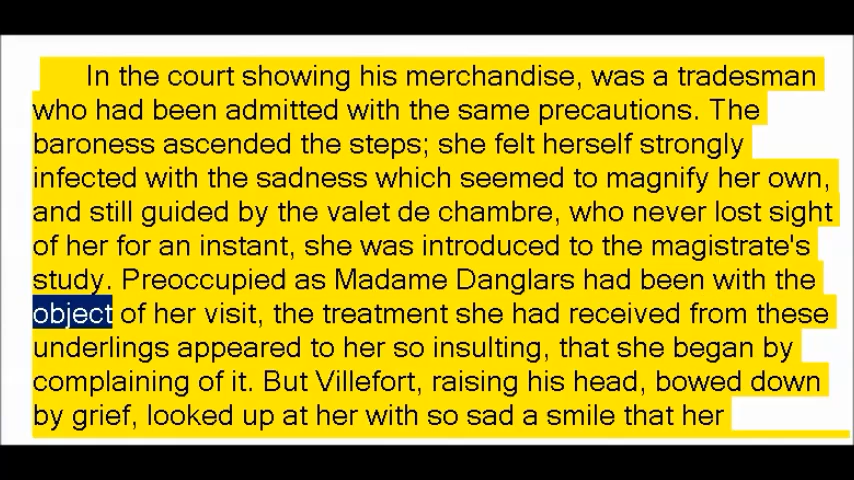 In the court showing his merchandise, was a tradesman
who had been admitted with the same precautions. The
baroness ascended the steps; she felt herself strongly
infected with the sadness which seemed to magnify her own,
and still guided by the valet de chambre, who never lost sight
of her for an instant, she was introduced to the magistrate's
study. Preoccupied as Madame Danglars had been with the
object of her visit, the treatment she had received from these
underlings appeared to her so insulting, that she began by
complaining of it. But Villefort, raising his head, bowed down
by grief, looked up at her with so sad a smile that her